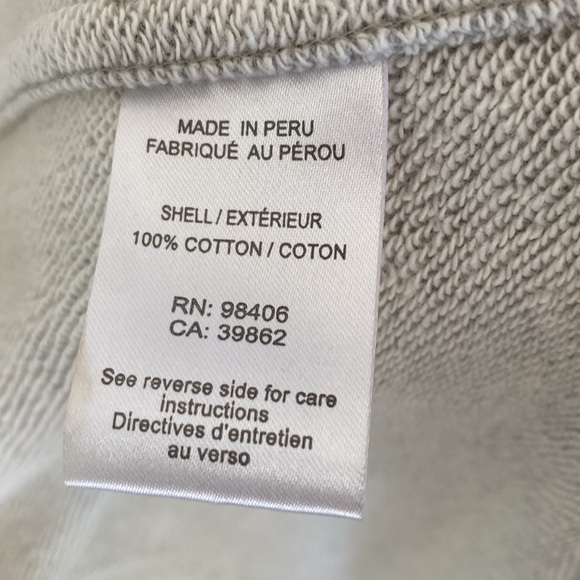 MADE IN PERU
FABRIQUÉ AU PÉROU
SHELL / EXTÉRIEUR
100% COTTON / COTON
RN: 98406
CA: 39862
See reverse side for care
instructions
Directives d'entretien
au verso